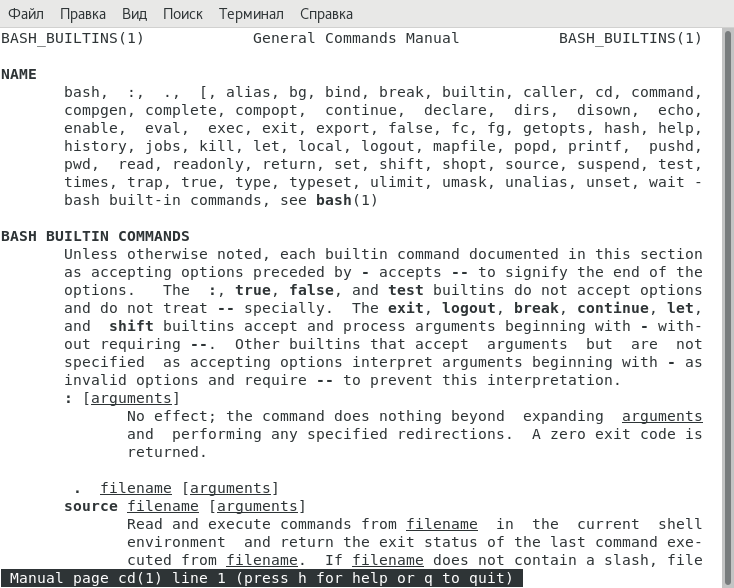 Файл Правка Вид Поиск Терминал Справка
BASH_BUILTINS(1) General Commands Manual BASH_BUILTINS(1)
NAME
bash, :, ., [, alias, bg, bind, break, builtin, caller, cd, command,
compgen, complete, compopt, continue, declare, dirs, disown, echo,
enable, eval, exec, exit, export, false, fc, fg, getopts, hash, help,
history, jobs, kill, let, local, logout, mapfile, popd, printf, pushd,
pwd, read, readonly, return, set, shift, shopt, source, suspend, test,
times, trap, true, type, typeset, ulimit, umask, unalias, unset, wait -
bash built-in commands, see bash(1)
BASH BUILTIN COMMANDS
Unless otherwise noted, each builtin command documented in this section
as accepting options preceded by - accepts -- to signify the end of the
options. The :, true, false, and test builtins do not accept options
and do not treat -- specially. The exit, logout, break, continue, let,
and shift builtins accept and process arguments beginning with - with-
out requiring --. Other builtins that accept arguments but are not
specified as accepting options interpret arguments beginning with - as
invalid options and require -- to prevent this interpretation.
: [arguments]
No effect; the command does nothing beyond expanding arguments
and performing any specified redirections. A zero exit code is
returned.
. filename [arguments]
source filename [arguments]
Read and execute commands from filename in the current shell
environment and return the exit status of the last command exe-
cuted from filename. If filename does not contain a slash, file
Manual page cd(1) line 1 (press h for help or q to quit)